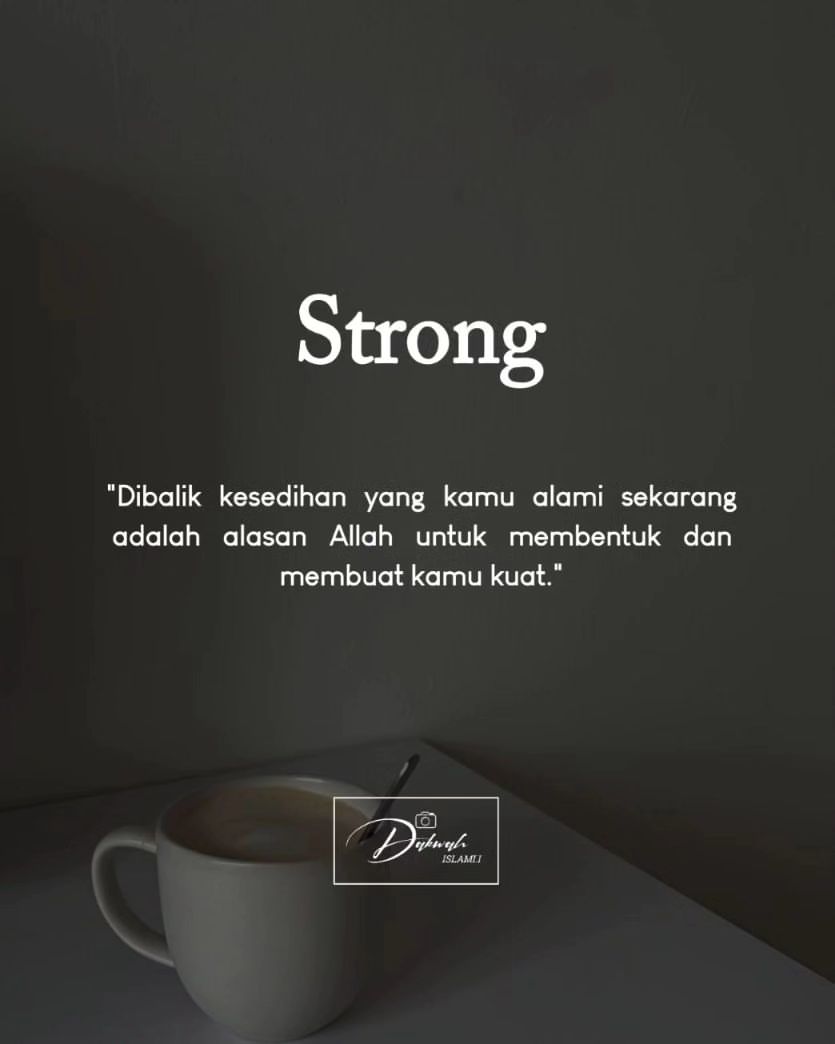 Strong
"Dibalik kesedihan yang kamu alami sekarang
adalah alasan Allah untuk membentuk dan
membuat kamu kuat."
Dakwah
ISLAMI.I